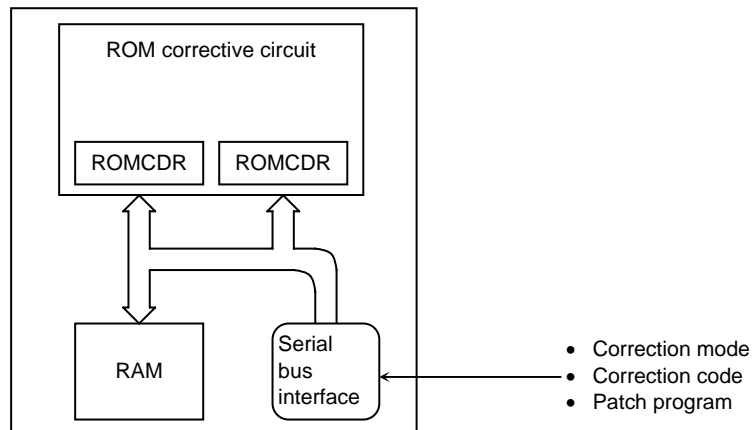 ROM corrective circuit
ROMCDR
ROMCDR
RAM
Serial
bus
interface
• Correction mode
• Correction code
• Patch program